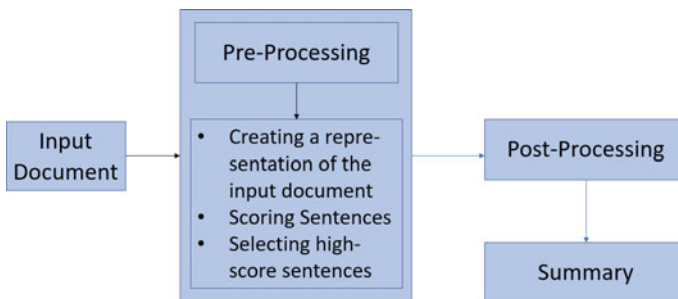 Input
Document
Pre-Processing
• Creating a repre-
sentation of the
input document
• Scoring Sentences
• Selecting high-
score sentences
Post-Processing
Summary